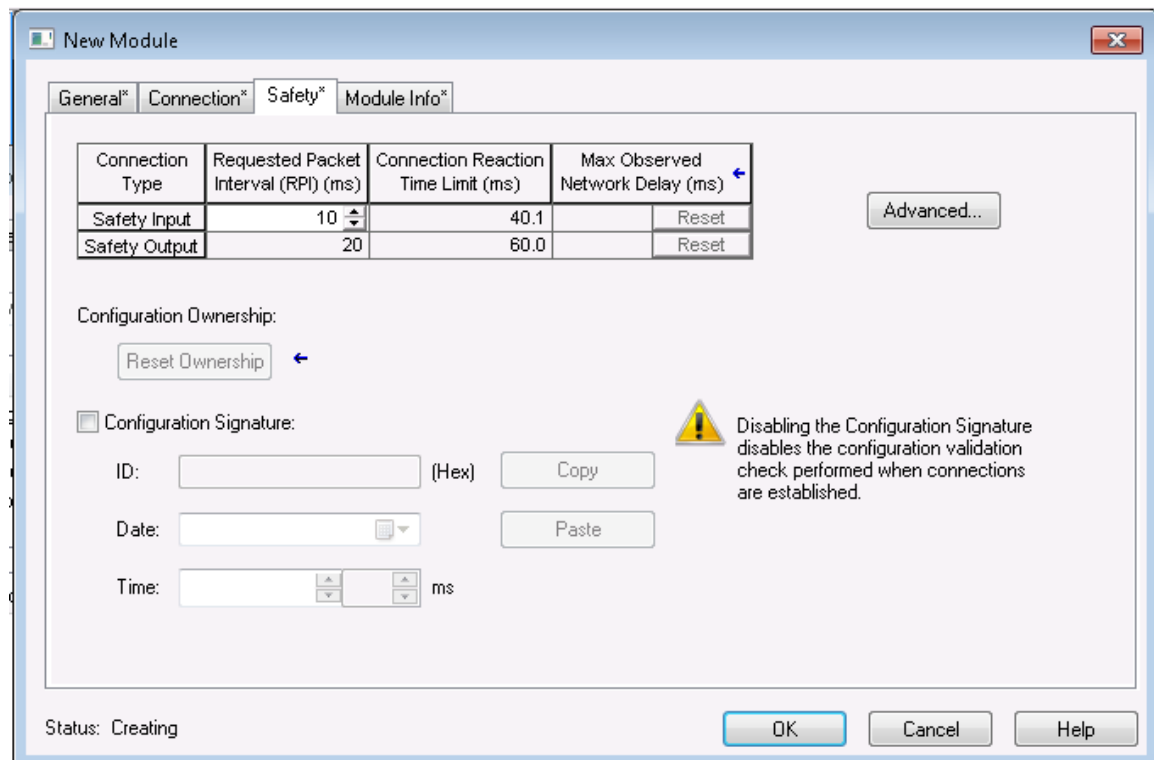 New Module
General* Connection* Safety* Module Info*
Connection Type Requested Packet Interval (RPI) (ms) Connection Reaction Time Limit (ms) Max Observed Network Delay (ms)
Safety Input 10 40.1 Reset
Safety Output 20 60.0 Reset
Advanced...
Configuration Ownership:
Reset Ownership
Configuration Signature:
ID: (Hex) Copy
Date: Paste
Time: ms
Disabling the Configuration Signature
disables the configuration validation
check performed when connections
are established.
Status: Creating OK Cancel Help